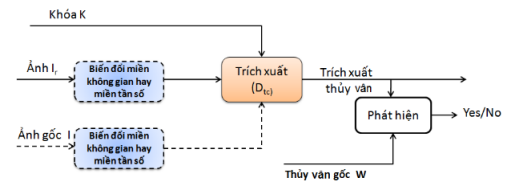 Khóa K
Ảnh Iᵣ
Biến đổi miền
không gian hay
miền tần số
Trích xuất
(Dtc)
Trích xuất
thủy vân
Phát hiện
Yes/No
Ảnh gốc I
Biến đổi miền
không gian hay
miền tần số
Thủy vân gốc W